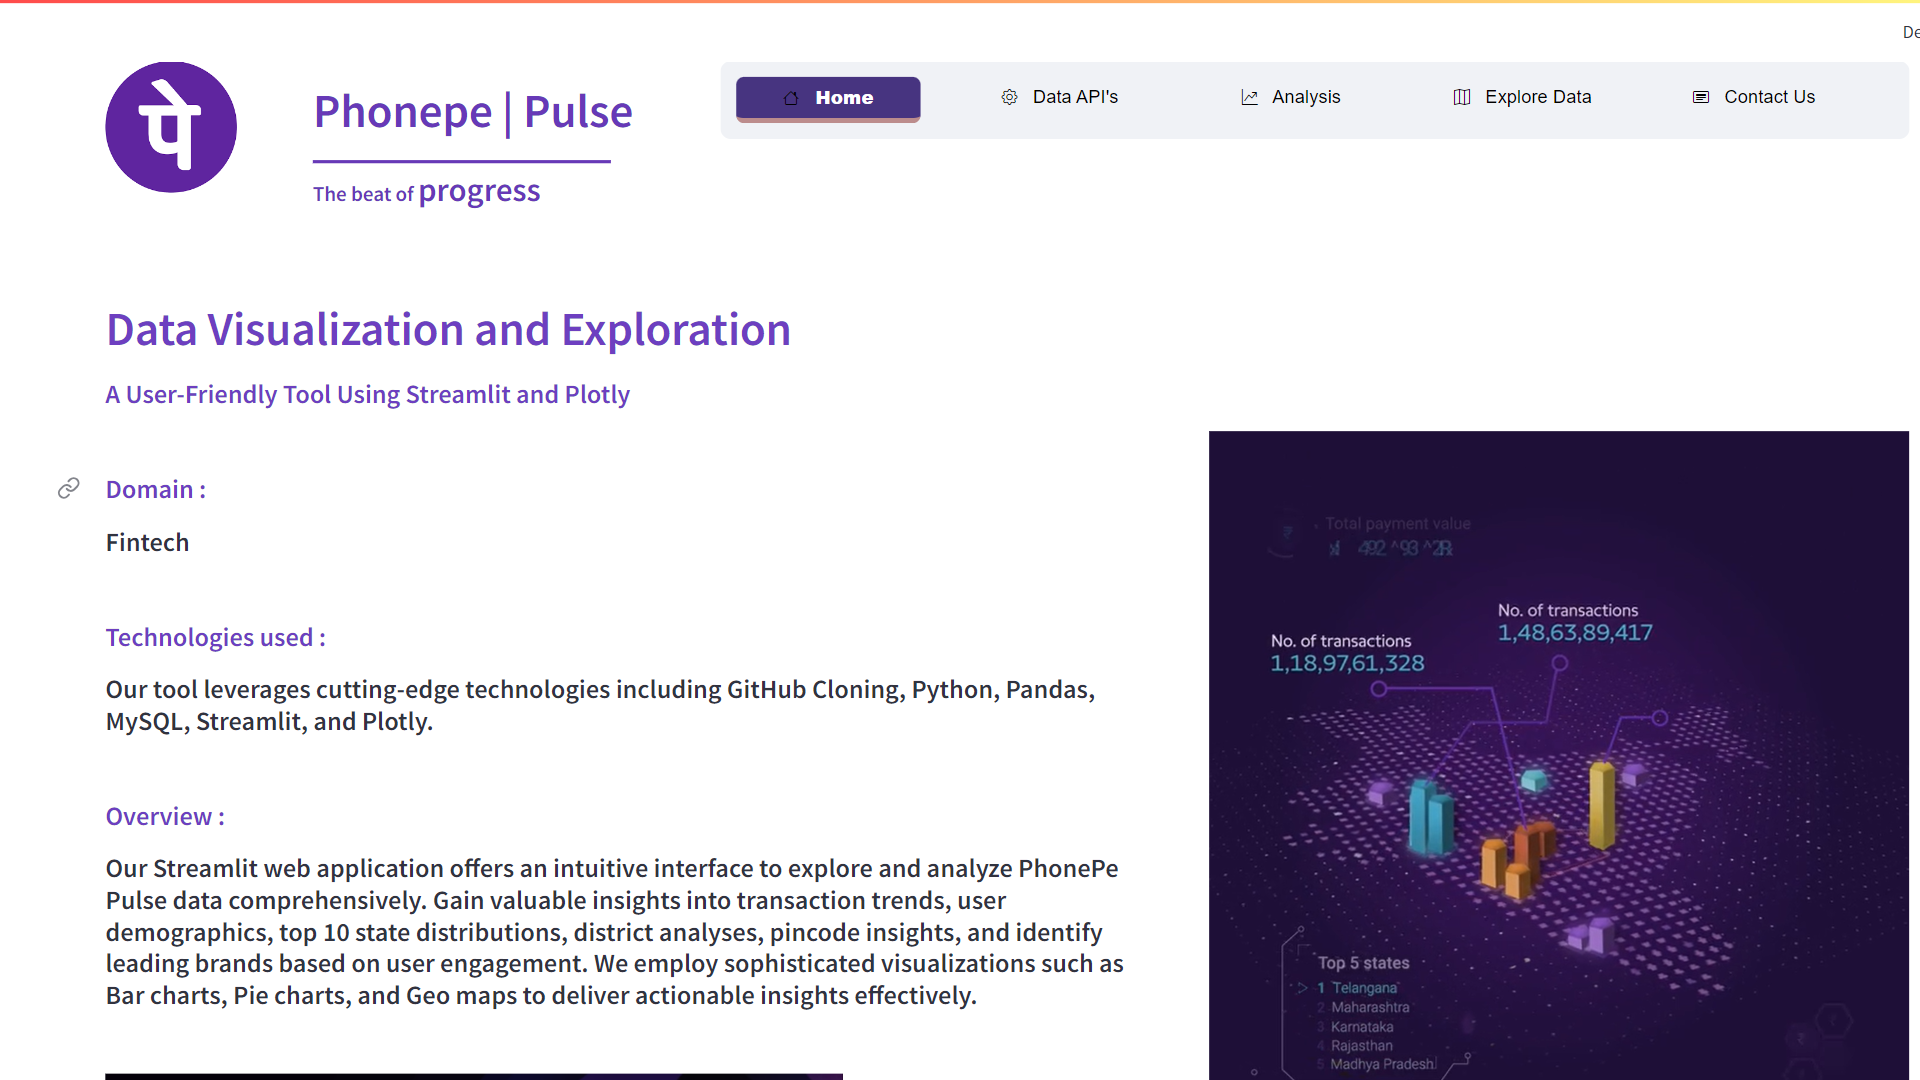 De
पे
Phonepe | Pulse
The beat of progress
Home
Data API's
Analysis
Explore Data
Contact Us
Data Visualization and Exploration
A User-Friendly Tool Using Streamlit and Plotly
Domain :
Fintech
Technologies used :
Our tool leverages cutting-edge technologies including GitHub Cloning, Python, Pandas,
MySQL, Streamlit, and Plotly.
Overview :
Our Streamlit web application offers an intuitive interface to explore and analyze PhonePe
Pulse data comprehensively. Gain valuable insights into transaction trends, user
demographics, top 10 state distributions, district analyses, pincode insights, and identify
leading brands based on user engagement. We employ sophisticated visualizations such as
Bar charts, Pie charts, and Geo maps to deliver actionable insights effectively.
Total payment value
No. of transactions
1,48,63,89,417
No. of transactions
1,18,97,61,328
Top 5 states
1 Telangana
2 Maharashtra
3 Karnataka
4 Rajasthan
5 Madhya Pradesh